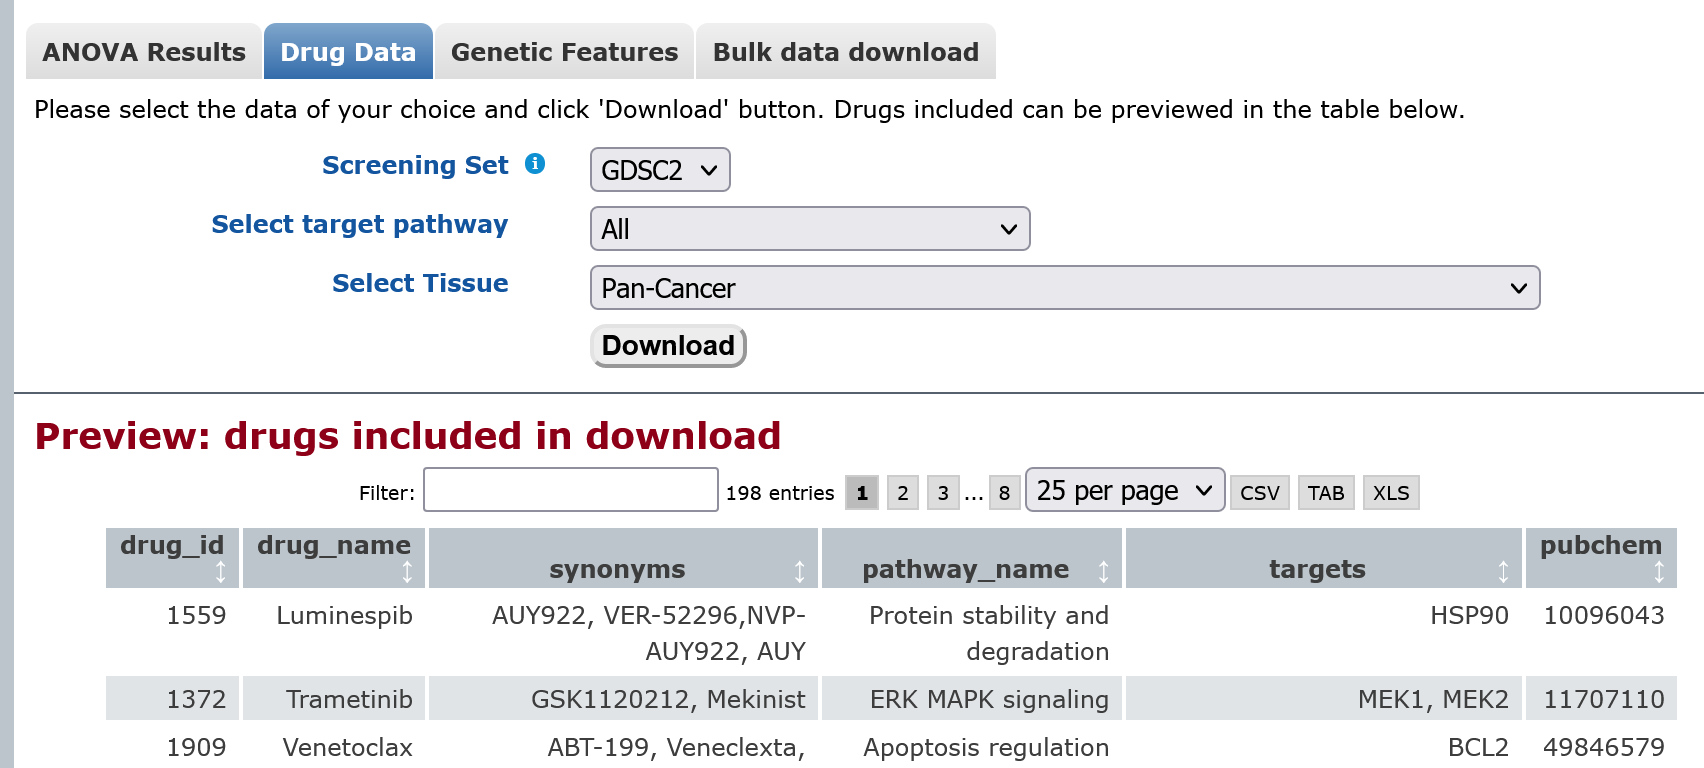 ANOVA Results Drug Data Genetic Features Bulk data download
Please select the data of your choice and click 'Download' button. Drugs included can be previewed in the table below.
Screening Set i GDSC2
Select target pathway All
Select Tissue Pan-Cancer
Download
Preview: drugs included in download
Filter: 198 entries 1 2 3 ... 8 25 per page CSV TAB XLS
drug_id drug_name synonyms pathway_name targets pubchem
1559 Luminespib AUY922, VER-52296,NVP- Protein stability and HSP90 10096043
AUY922, AUY degradation
1372 Trametinib GSK1120212, Mekinist ERK MAPK signaling MEK1, MEK2 11707110
1909 Venetoclax ABT-199, Veneclexta, Apoptosis regulation BCL2 49846579